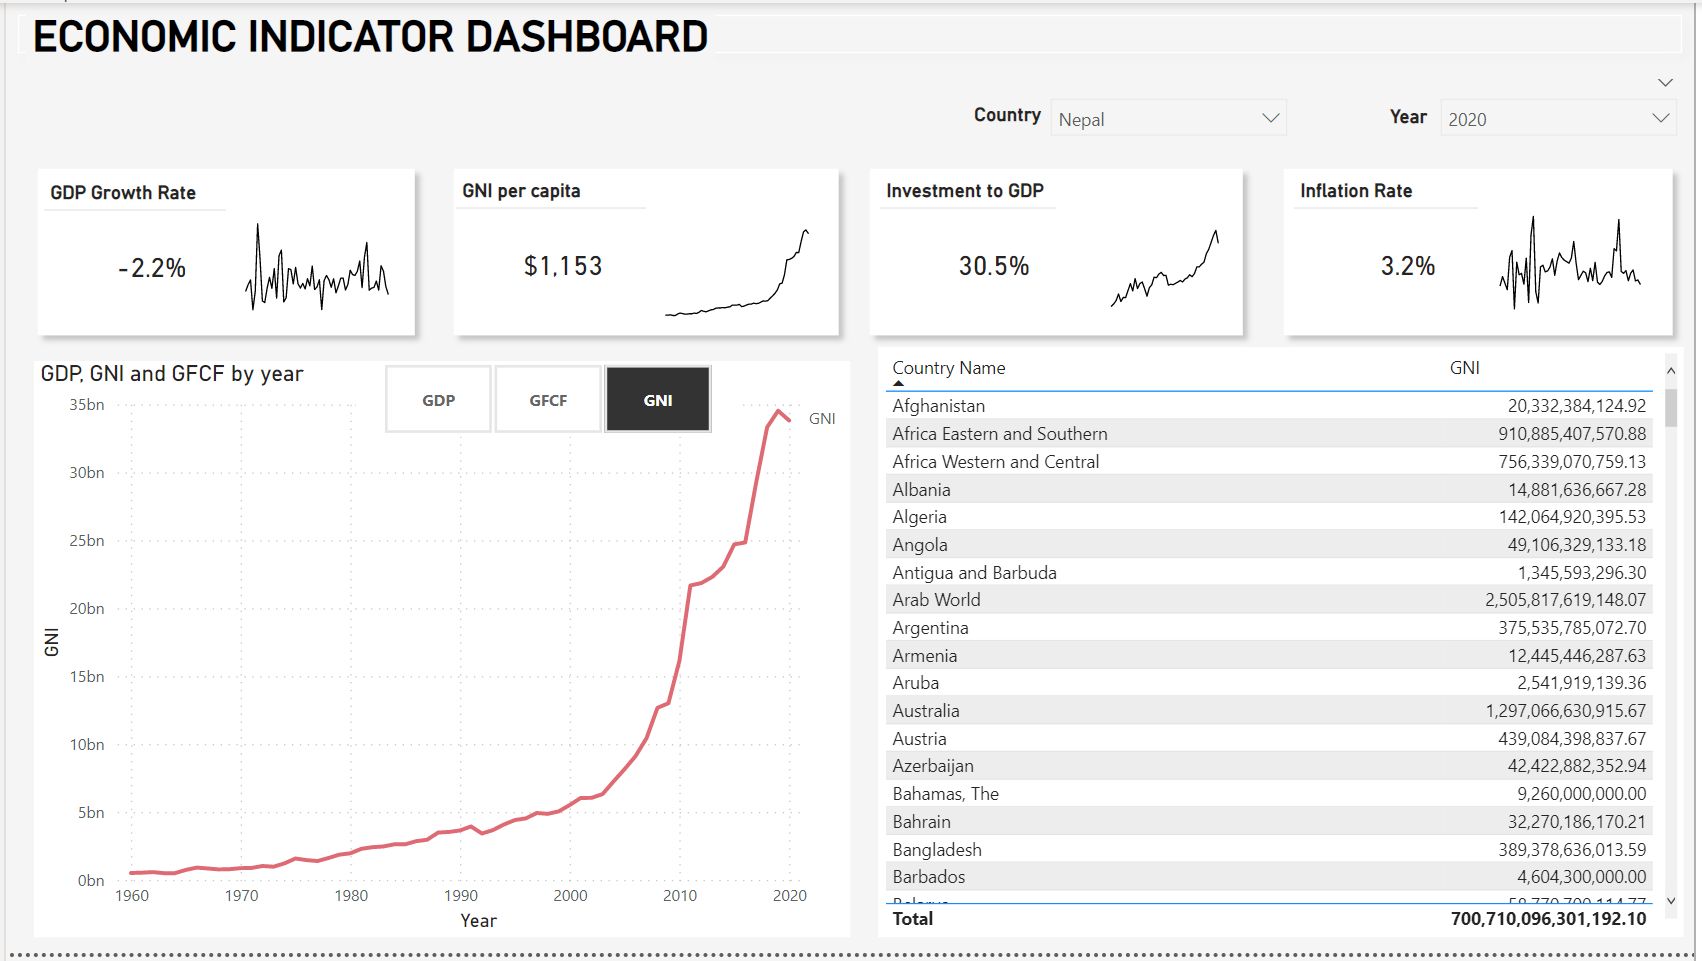 ECONOMIC INDICATOR DASHBOARD
Country Nepal
Year 2020
GDP Growth Rate
-2.2%
GNI per capita
$1,153
Investment to GDP
30.5%
Inflation Rate
3.2%
GDP, GNI and GFCF by year
GDP GFCF GNI
35bn
30bn
25bn
20bn
15bn
10bn
5bn
0bn
GNI
GNI
1960 1970 1980 1990 2000 2010 2020
Year
Country Name GNI
Afghanistan 20,332,384,124.92
Africa Eastern and Southern 910,885,407,570.88
Africa Western and Central 756,339,070,759.13
Albania 14,881,636,667.28
Algeria 142,064,920,395.53
Angola 49,106,329,133.18
Antigua and Barbuda 1,345,593,296.30
Arab World 2,505,817,619,148.07
Argentina 375,535,785,072.70
Armenia 12,445,446,287.63
Aruba 2,541,919,139.36
Australia 1,297,066,630,915.67
Austria 439,084,398,837.67
Azerbaijan 42,422,882,352.94
Bahamas, The 9,260,000,000.00
Bahrain 32,270,186,170.21
Bangladesh 389,378,636,013.59
Barbados 4,604,300,000.00
Total 700,710,096,301,192.10